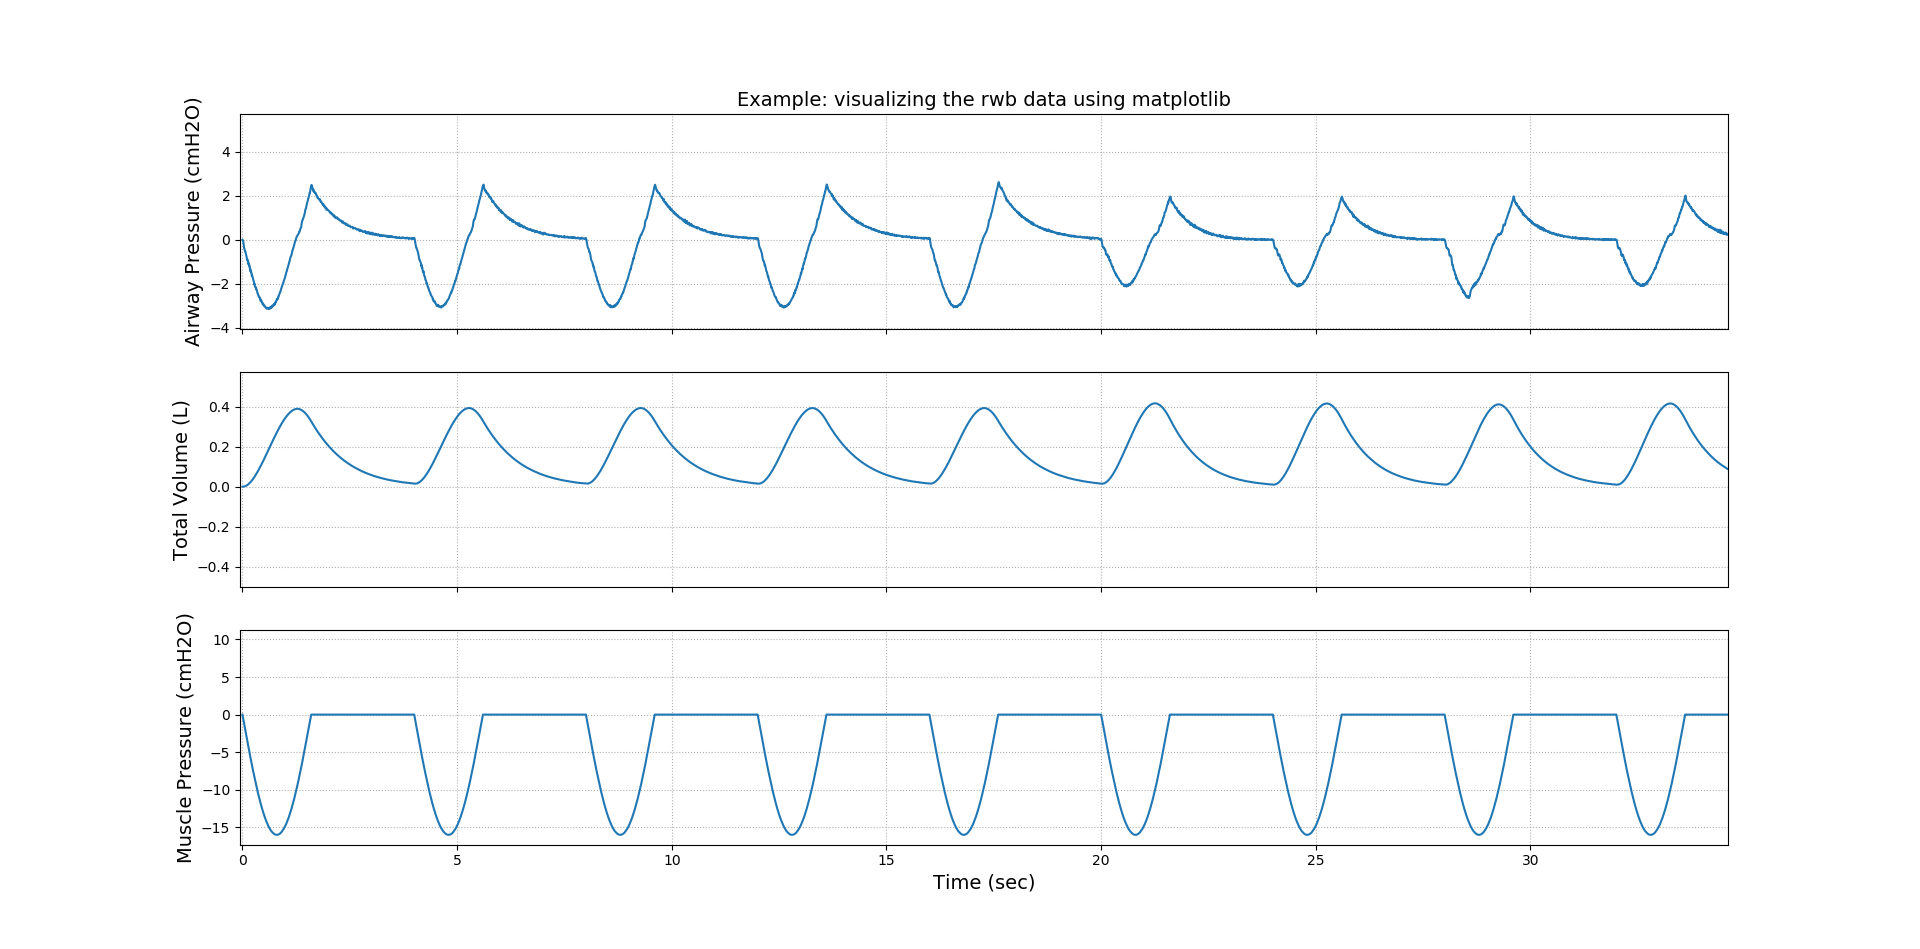 Example: visualizing the rwb data using matplotlib
Airway Pressure (cmH2O)
4
2
0
−2
−4
Total Volume (L)
0.4
0.2
0.0
−0.2
−0.4
Muscle Pressure (cmH2O)
10
5
0
−5
−10
−15
0 5 10 15 20 25 30
Time (sec)